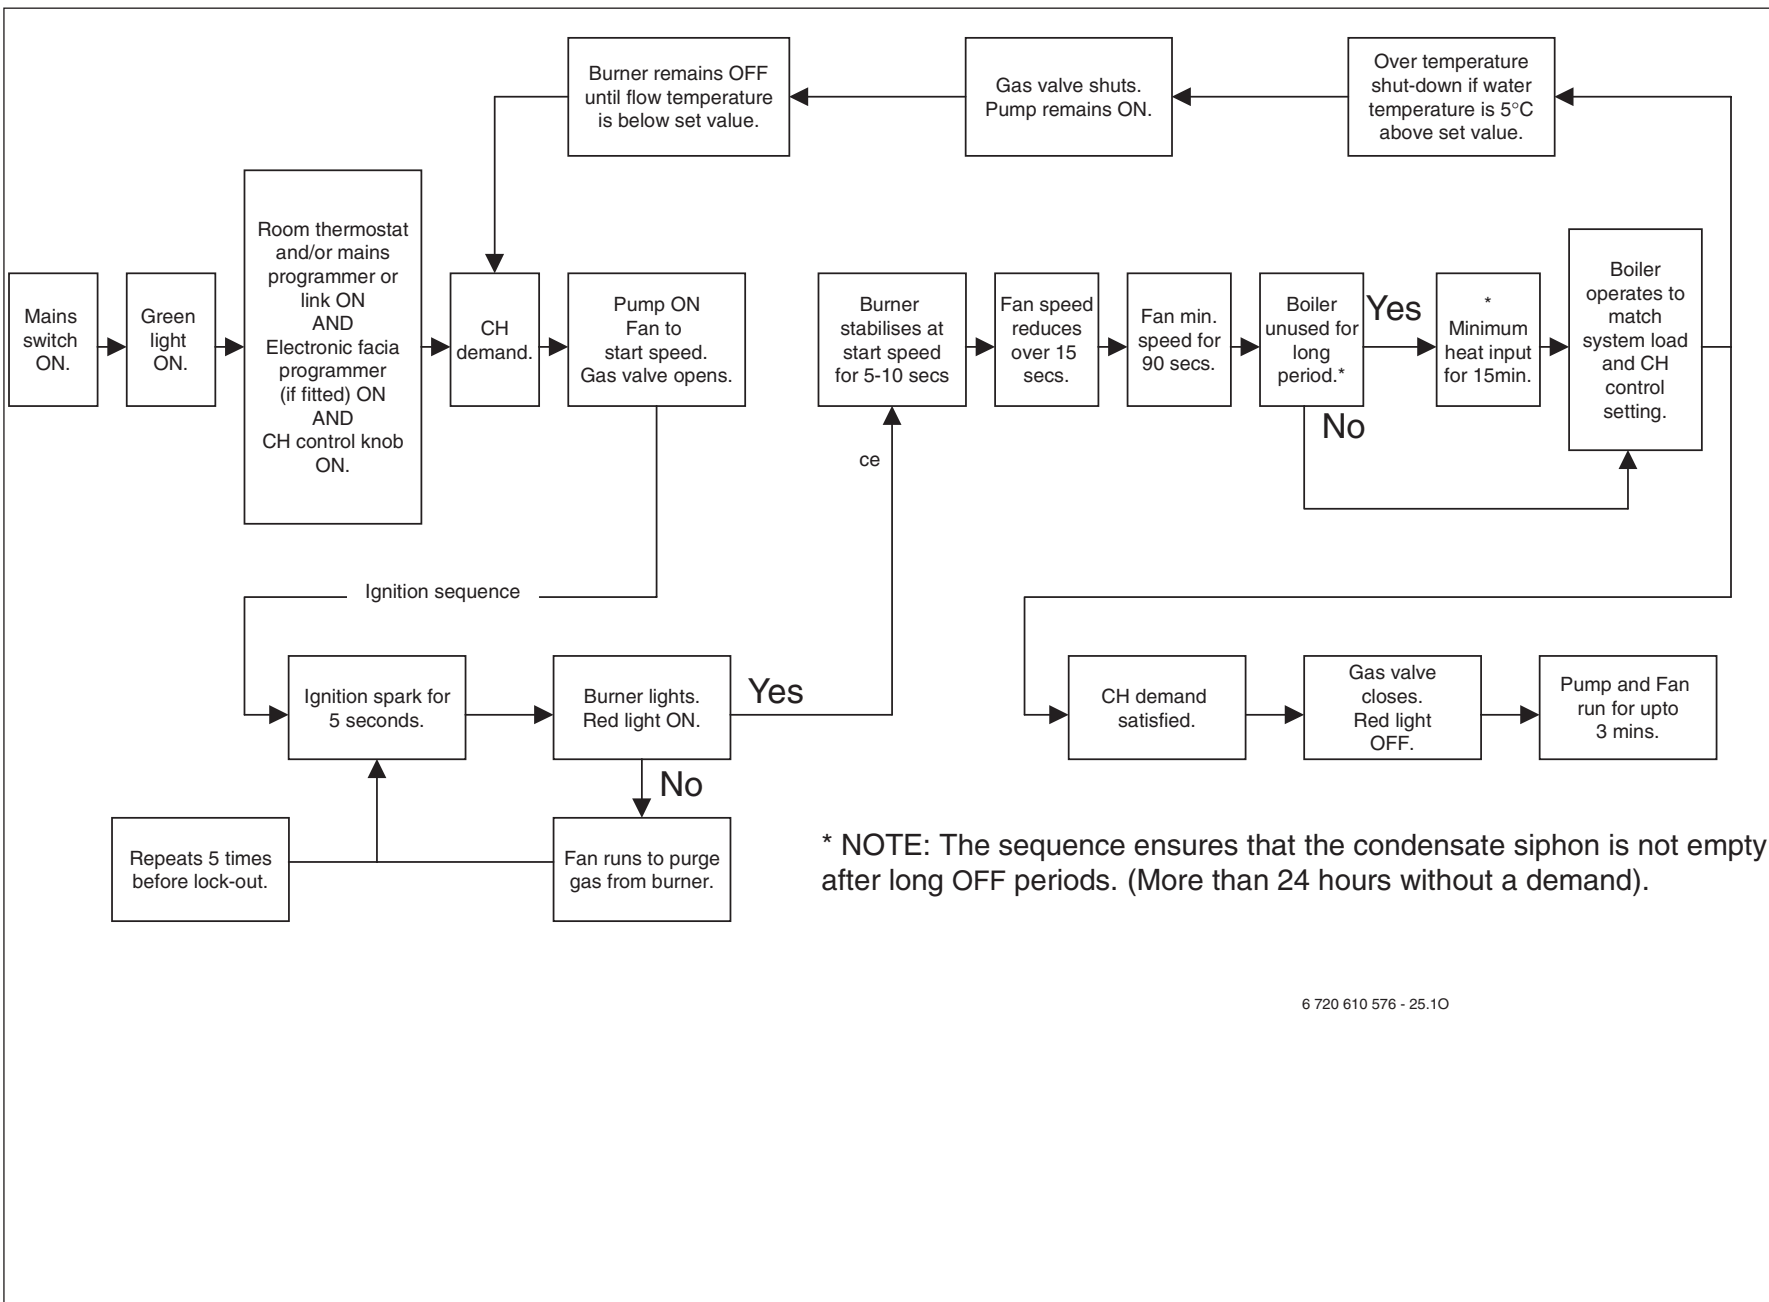 Burner remains OFF
until flow temperature
is below set value.
Gas valve shuts.
Pump remains ON.
Over temperature
shut-down if water
temperature is 5°C
above set value.
Mains
switch
ON.
Green
light
ON.
Room thermostat
and/or mains
programmer or
link ON
AND
Electronic facia
programmer
(if fitted) ON
AND
CH control knob
ON.
CH
demand.
Pump ON
Fan to
start speed.
Gas valve opens.
Burner
stabilises at
start speed
for 5-10 secs
Fan speed
reduces
over 15
secs.
Fan min.
speed for
90 secs.
Boiler
unused for
long
period.*
Yes
No
*
Minimum
heat input
for 15min.
Boiler
operates to
match
system load
and CH
control
setting.
ce
Ignition sequence
Ignition spark for
5 seconds.
Burner lights.
Red light ON.
Yes
No
Repeats 5 times
before lock-out.
Fan runs to purge
gas from burner.
CH demand
satisfied.
Gas valve
closes.
Red light
OFF.
Pump and Fan
run for upto
3 mins.
* NOTE: The sequence ensures that the condensate siphon is not empty
after long OFF periods. (More than 24 hours without a demand).
6 720 610 576 - 25.1O